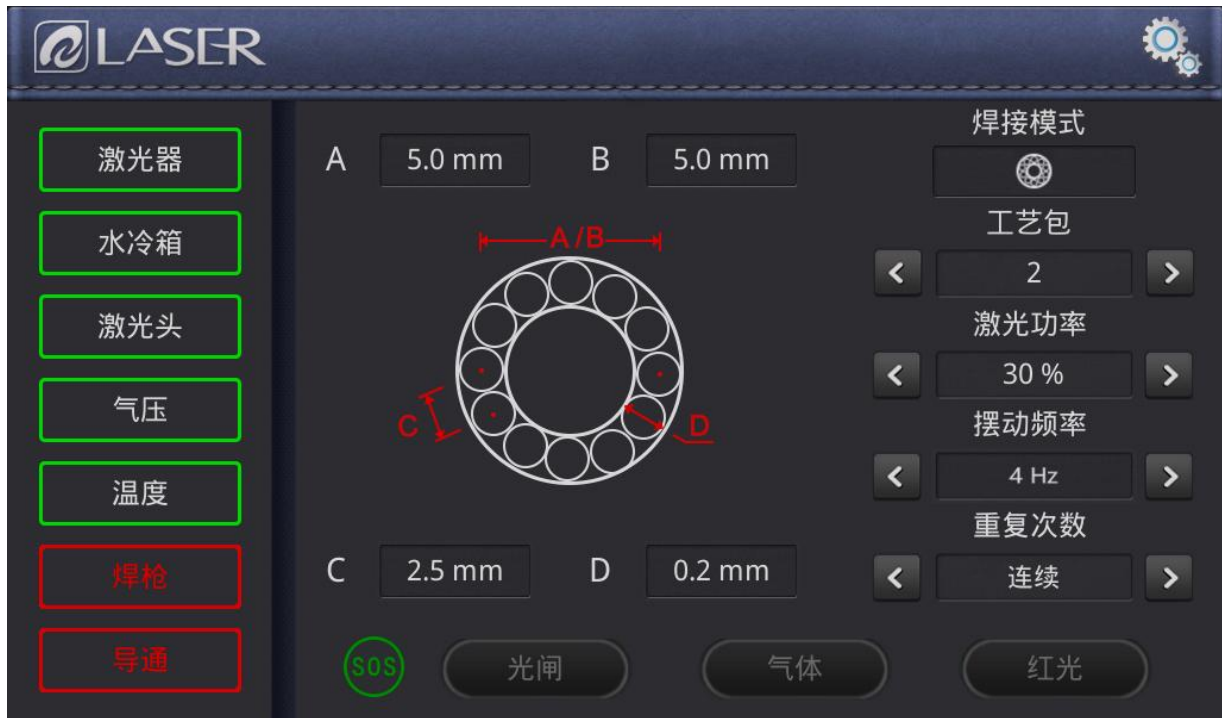 LASER
激光器
水冷箱
激光头
气压
温度
焊枪
导通
A 5.0 mm B 5.0 mm
A/B
C
D
C 2.5 mm D 0.2 mm
焊接模式
工艺包
2
激光功率
30 %
摆动频率
4 Hz
重复次数
连续
SOS 光闸 气体 红光